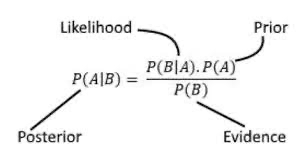 Likelihood Prior
P(A|B) = P(B|A).P(A) / P(B)
Posterior Evidence